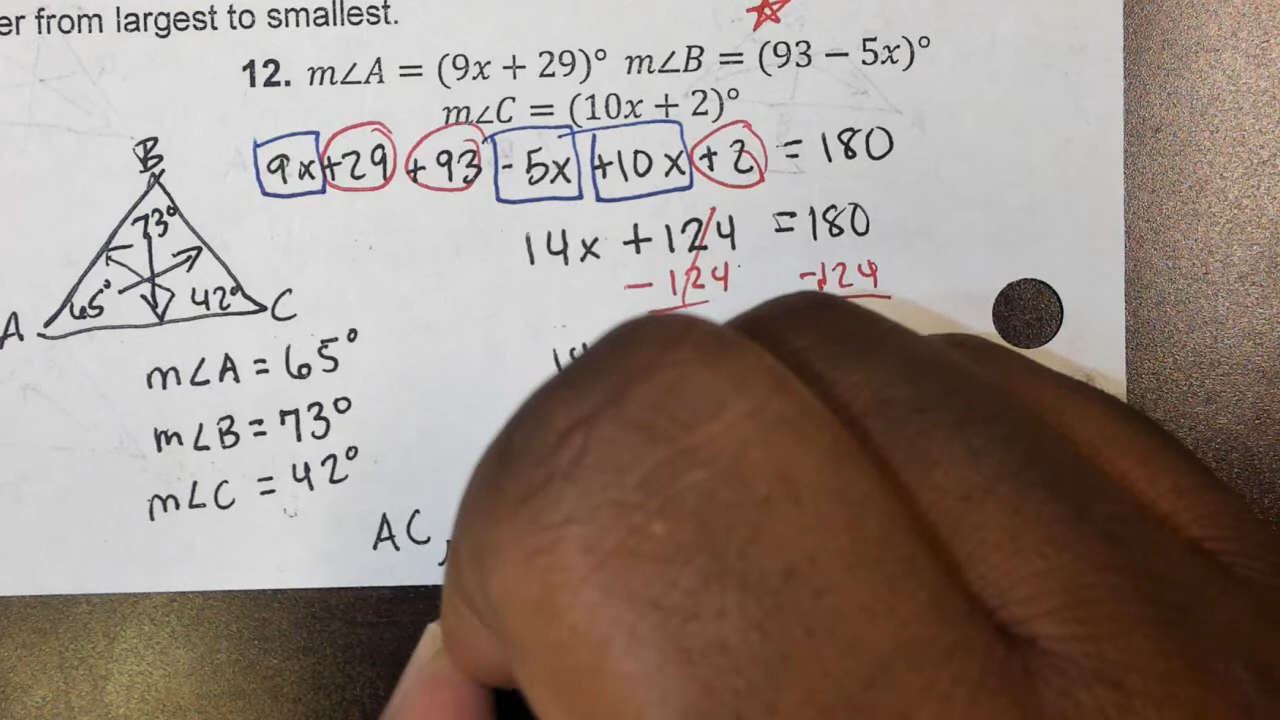 er from largest to smallest.
12. m∠A = (9x + 29)° m∠B = (93 − 5x)°
m∠C = (10x + 2)°
9x +29 +93 - 5x +10x +2 = 180
14x + 124 = 180
- 124 -124
B
73°
65° 42°
A C
m∠A = 65°
m∠B = 73°
m∠C = 42°
AC,